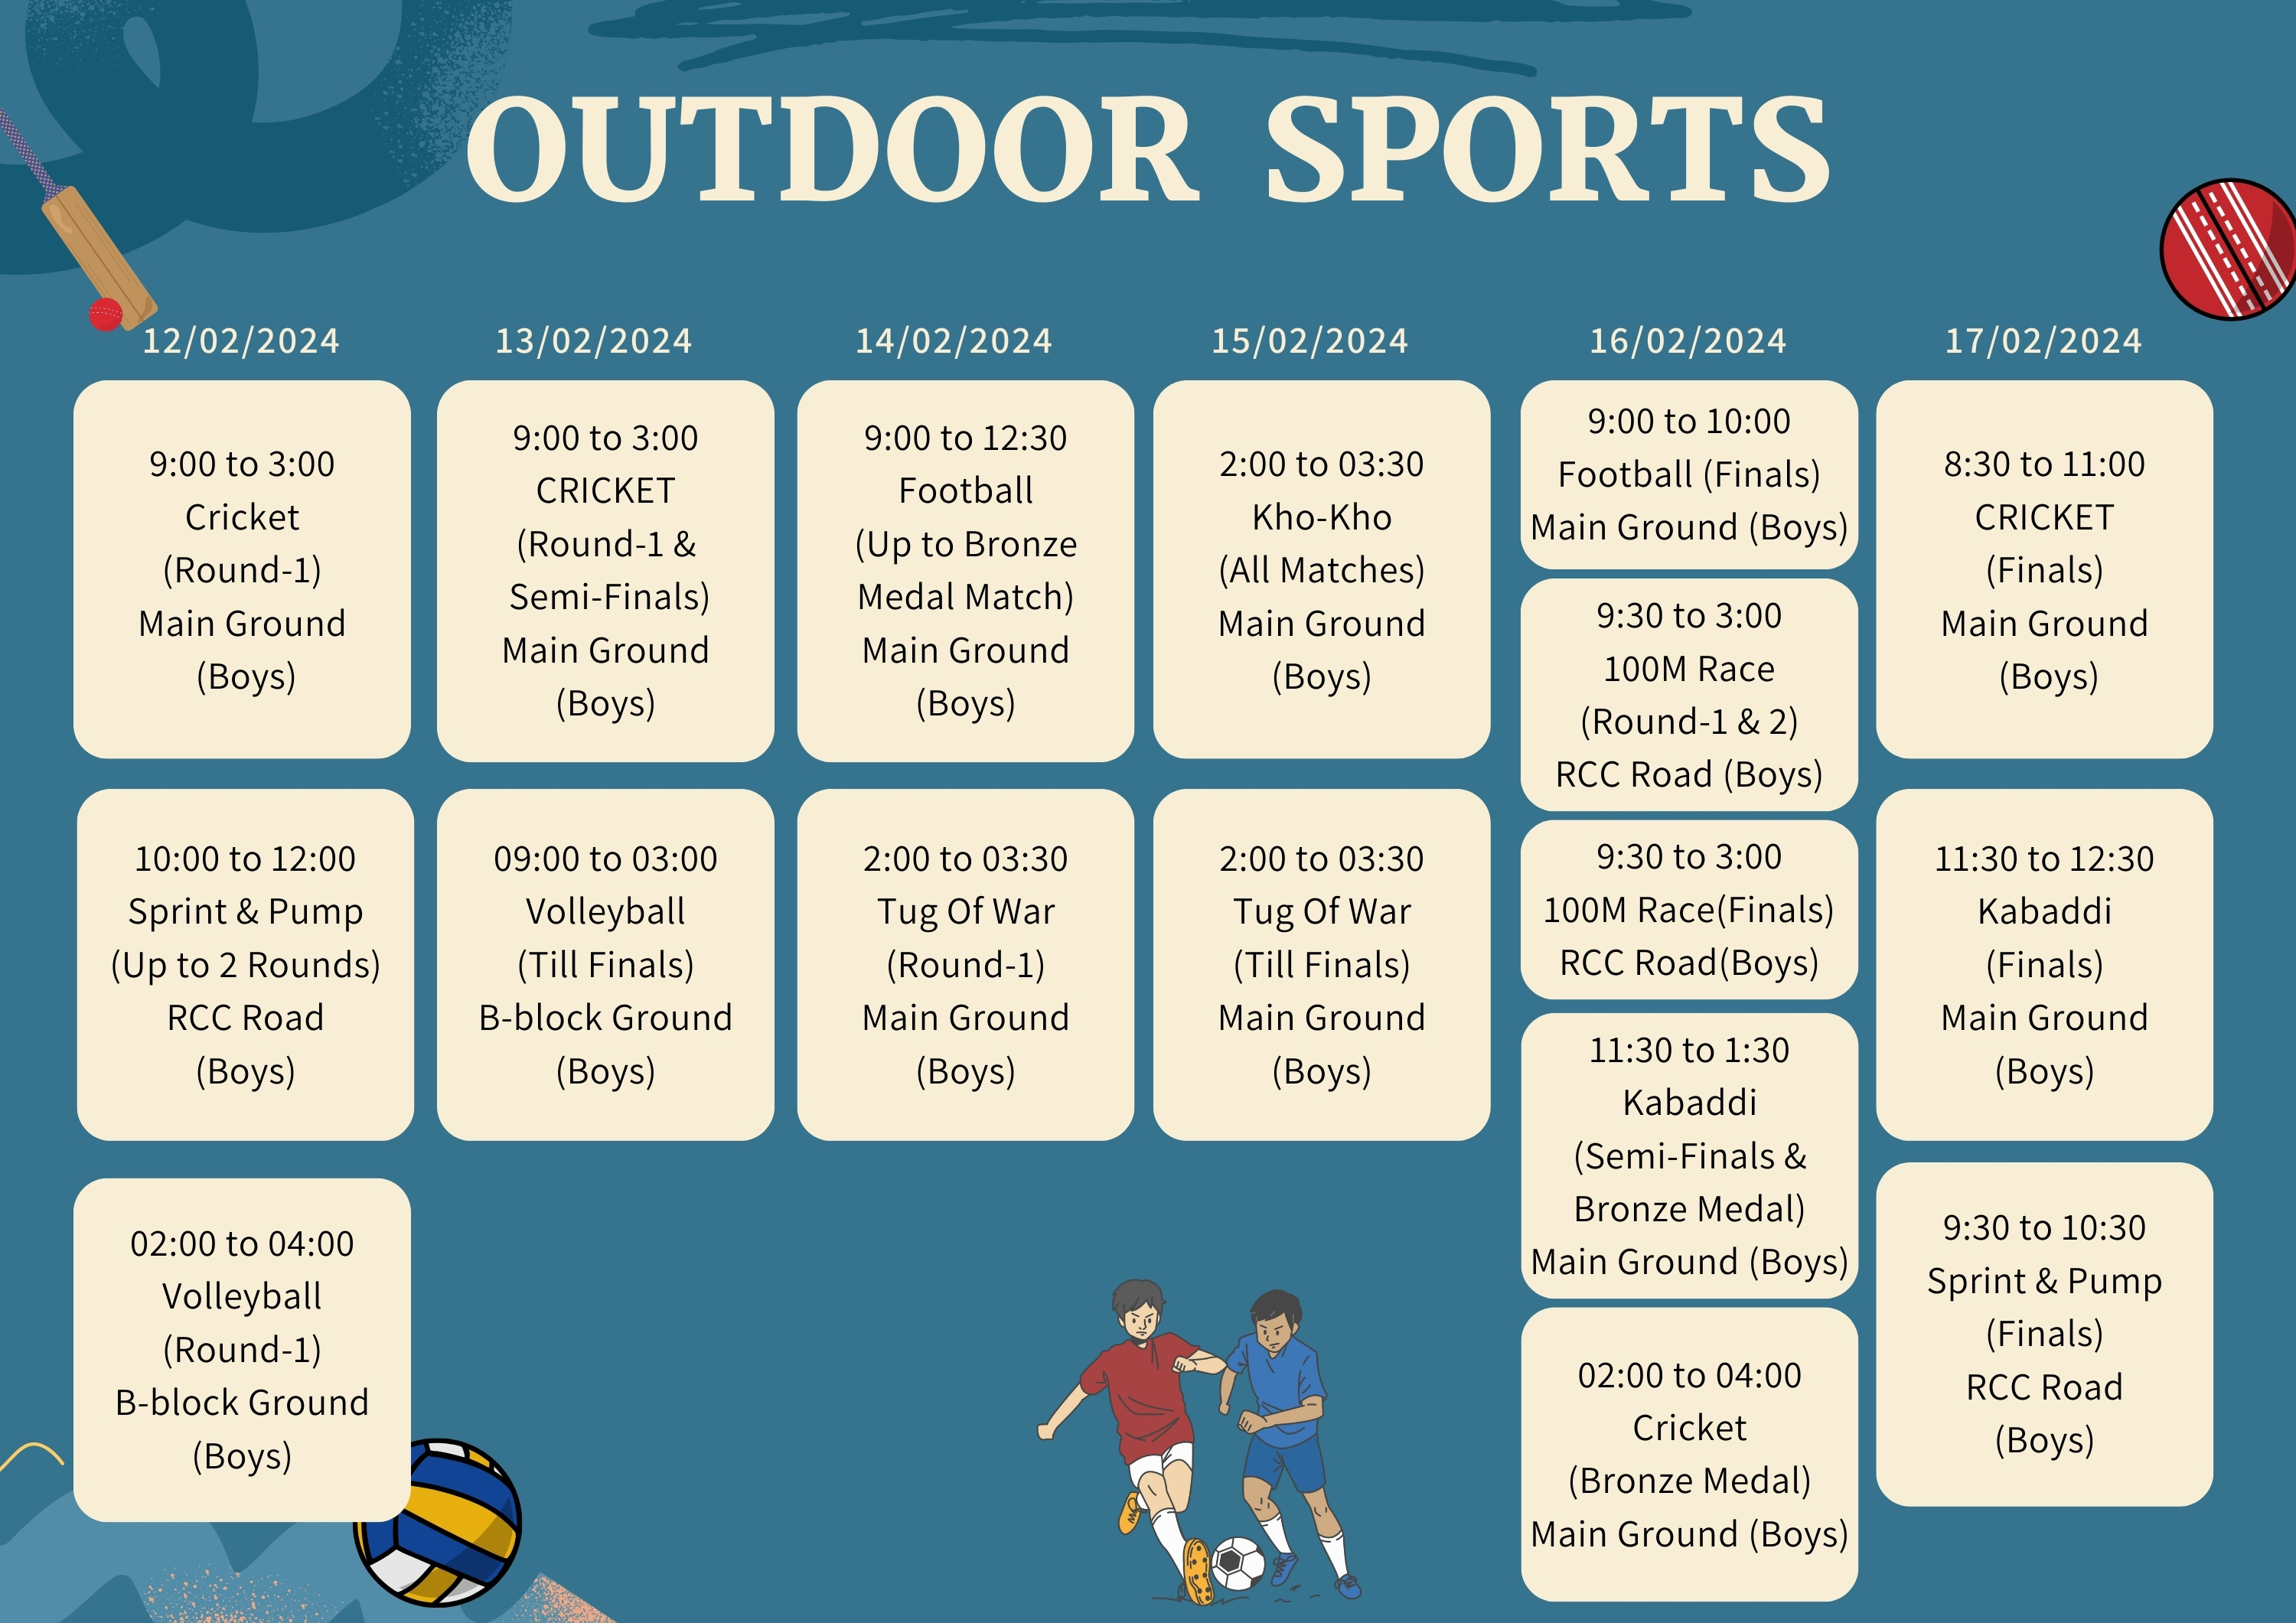 OUTDOOR SPORTS
12/02/2024
9:00 to 3:00
Cricket
(Round-1)
Main Ground
(Boys)
10:00 to 12:00
Sprint & Pump
(Up to 2 Rounds)
RCC Road
(Boys)
02:00 to 04:00
Volleyball
(Round-1)
B-block Ground
(Boys)
13/02/2024
9:00 to 3:00
CRICKET
(Round-1 &
Semi-Finals)
Main Ground
(Boys)
09:00 to 03:00
Volleyball
(Till Finals)
B-block Ground
(Boys)
14/02/2024
9:00 to 12:30
Football
(Up to Bronze
Medal Match)
Main Ground
(Boys)
2:00 to 03:30
Tug Of War
(Round-1)
Main Ground
(Boys)
15/02/2024
2:00 to 03:30
Kho-Kho
(All Matches)
Main Ground
(Boys)
2:00 to 03:30
Tug Of War
(Till Finals)
Main Ground
(Boys)
16/02/2024
9:00 to 10:00
Football (Finals)
Main Ground (Boys)
9:30 to 3:00
100M Race
(Round-1 & 2)
RCC Road (Boys)
9:30 to 3:00
100M Race(Finals)
RCC Road(Boys)
11:30 to 1:30
Kabaddi
(Semi-Finals &
Bronze Medal)
Main Ground (Boys)
02:00 to 04:00
Cricket
(Bronze Medal)
Main Ground (Boys)
17/02/2024
8:30 to 11:00
CRICKET
(Finals)
Main Ground
(Boys)
11:30 to 12:30
Kabaddi
(Finals)
Main Ground
(Boys)
9:30 to 10:30
Sprint & Pump
(Finals)
RCC Road
(Boys)